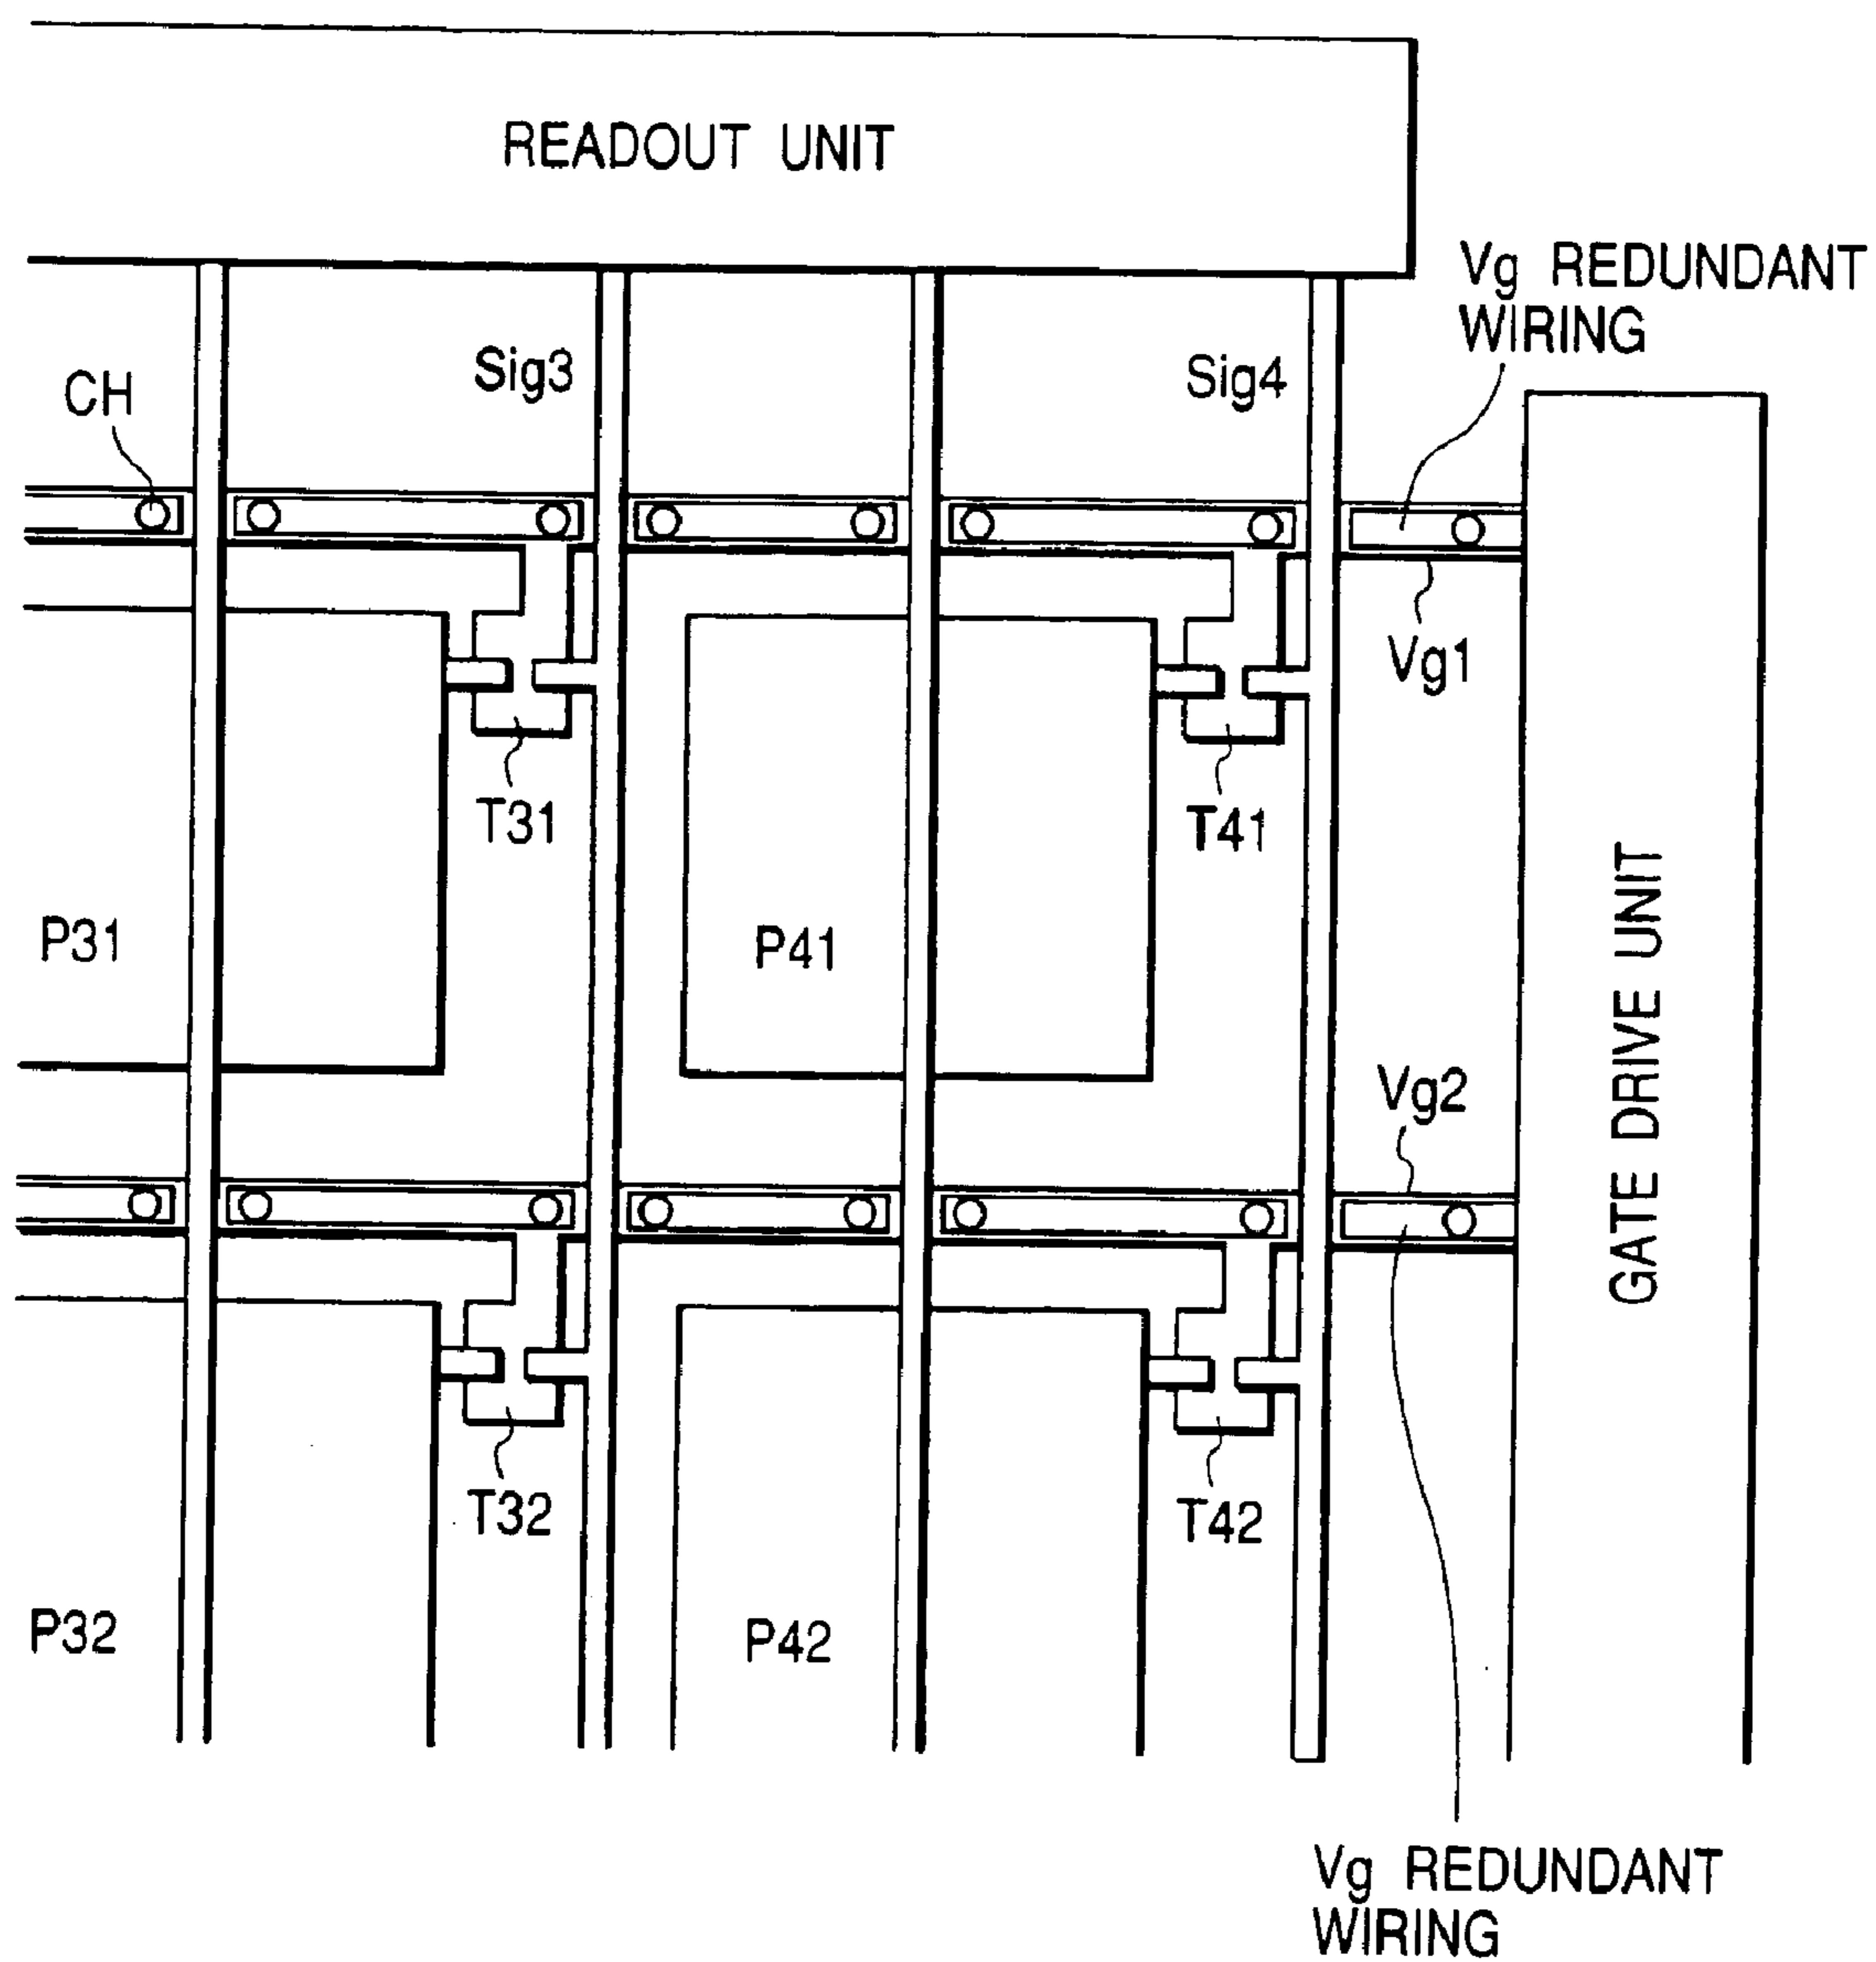 READOUT UNIT
Vg REDUNDANT
WIRING
Sig3
Sig4
CH
Vg1
T31
T41
P31
P41
GATE DRIVE UNIT
Vg2
T32
T42
P32
P42
Vg REDUNDANT
WIRING